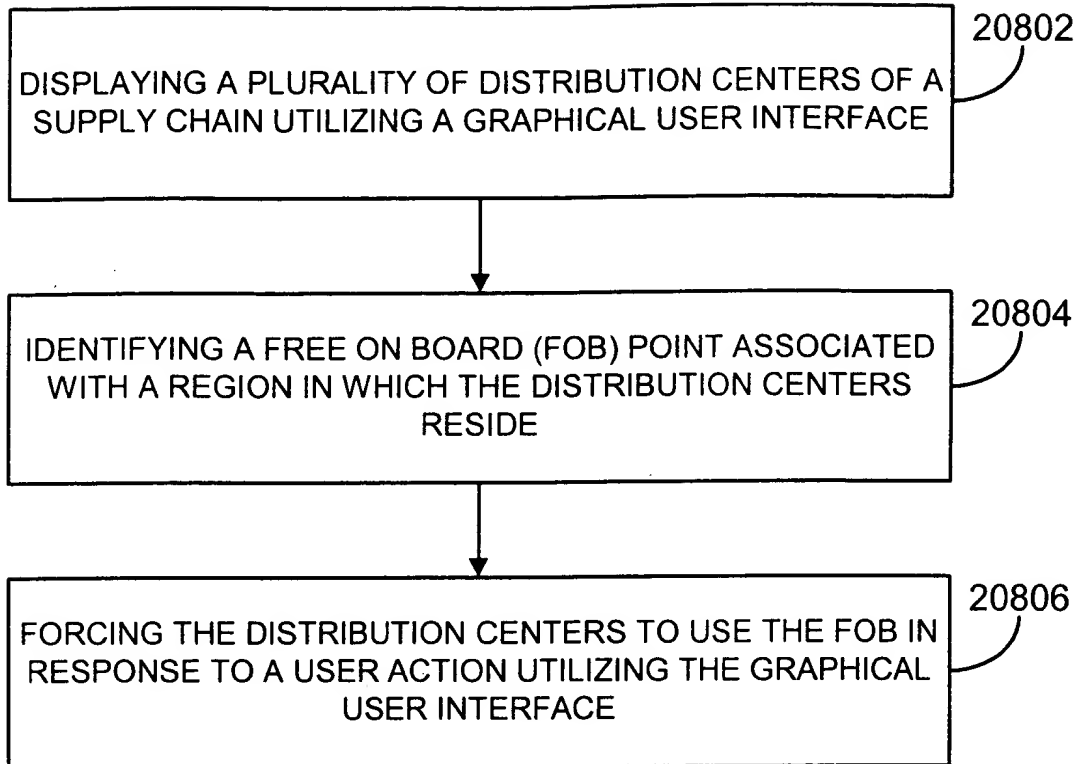 20802
DISPLAYING A PLURALITY OF DISTRIBUTION CENTERS OF A
SUPPLY CHAIN UTILIZING A GRAPHICAL USER INTERFACE
20804
IDENTIFYING A FREE ON BOARD (FOB) POINT ASSOCIATED
WITH A REGION IN WHICH THE DISTRIBUTION CENTERS
RESIDE
20806
FORCING THE DISTRIBUTION CENTERS TO USE THE FOB IN
RESPONSE TO A USER ACTION UTILIZING THE GRAPHICAL
USER INTERFACE